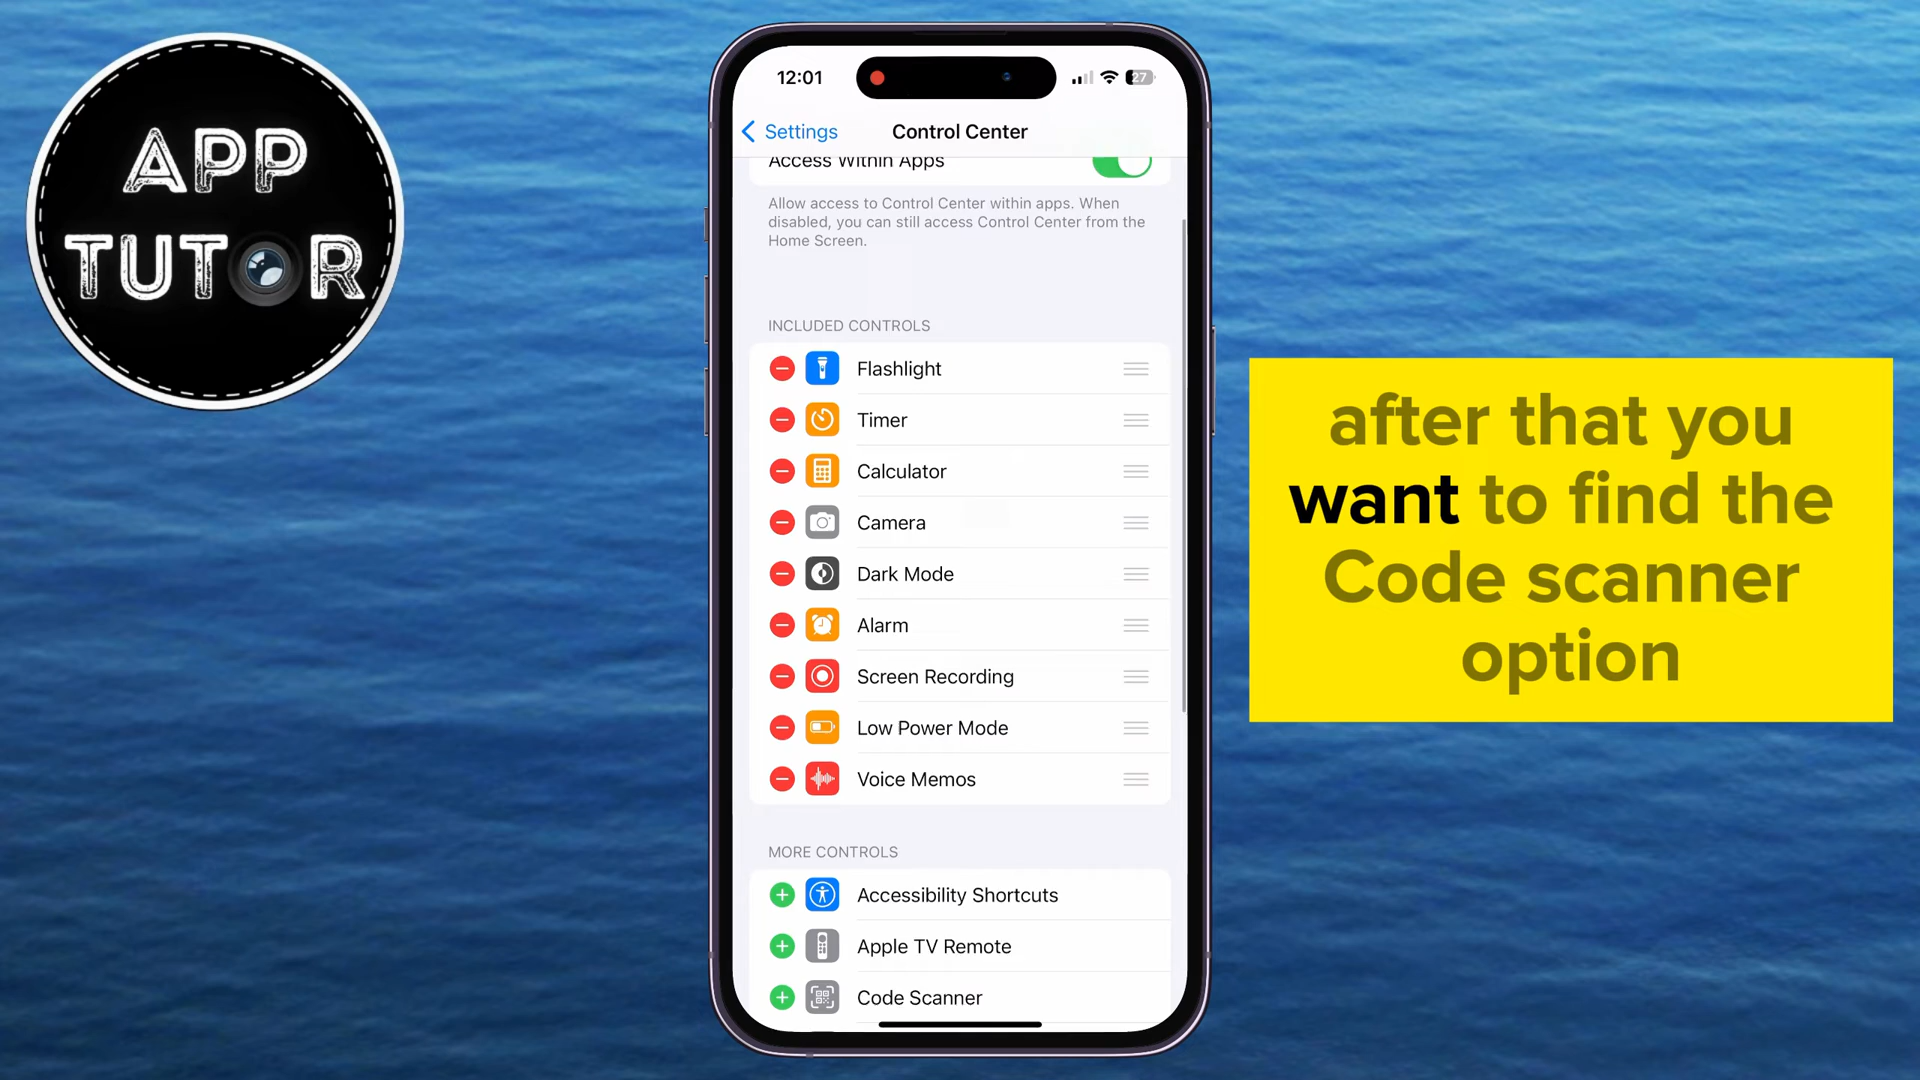 APP
TUTOR
12:01
27
Settings
Control Center
Access Within Apps
Allow access to Control Center within apps. When
disabled, you can still access Control Center from the
Home Screen.
INCLUDED CONTROLS
Flashlight
Timer
Calculator
Camera
Dark Mode
Alarm
Screen Recording
Low Power Mode
Voice Memos
MORE CONTROLS
Accessibility Shortcuts
Apple TV Remote
Code Scanner
after that you
want to find the
Code scanner
option